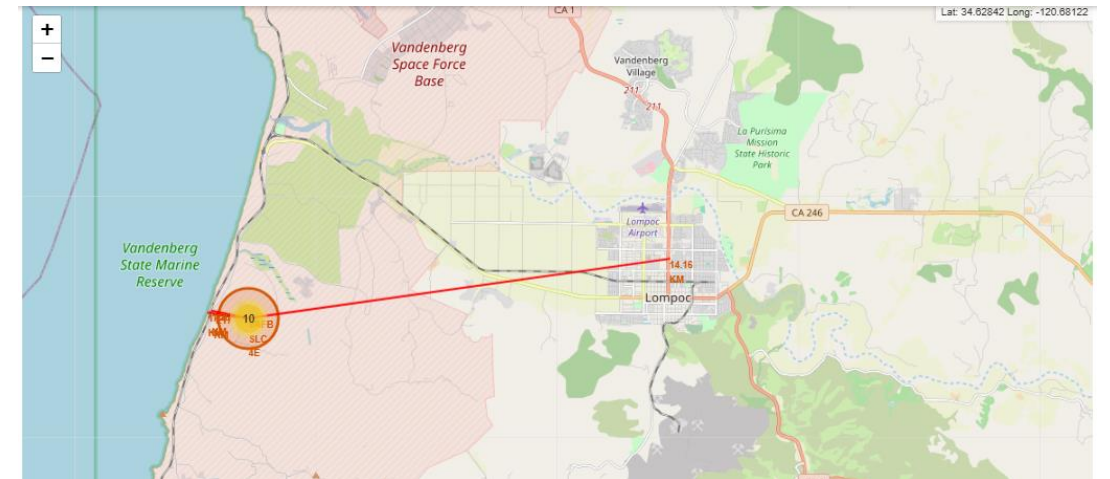 Lat: 34.62842 Long: -120.68122
+
−
CA 1
Vandenberg
Space Force
Base
Vandenberg
Village
211
211
La Purísima
Mission
State Historic
Park
CA 246
Lompoc
Airport
Vandenberg
State Marine
Reserve
14.16
KM
Lompoc
10
B
SLC
4E